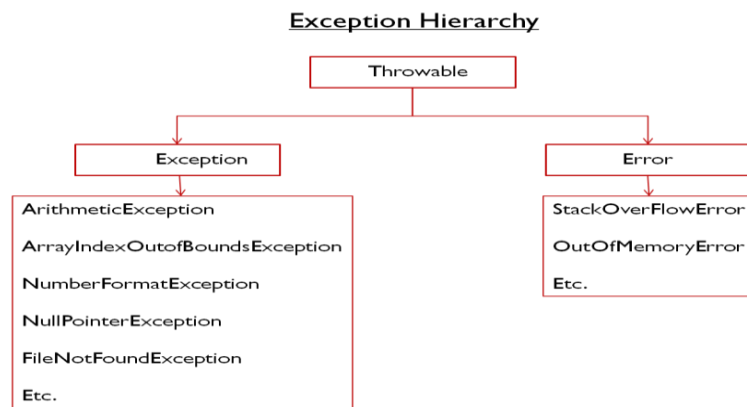 Exception Hierarchy
Throwable
Exception
Error
ArithmeticException
ArrayIndexOutofBoundsException
NumberFormatException
NullPointerException
FileNotFoundException
Etc.
StackOverFlowError
OutOfMemoryError
Etc.